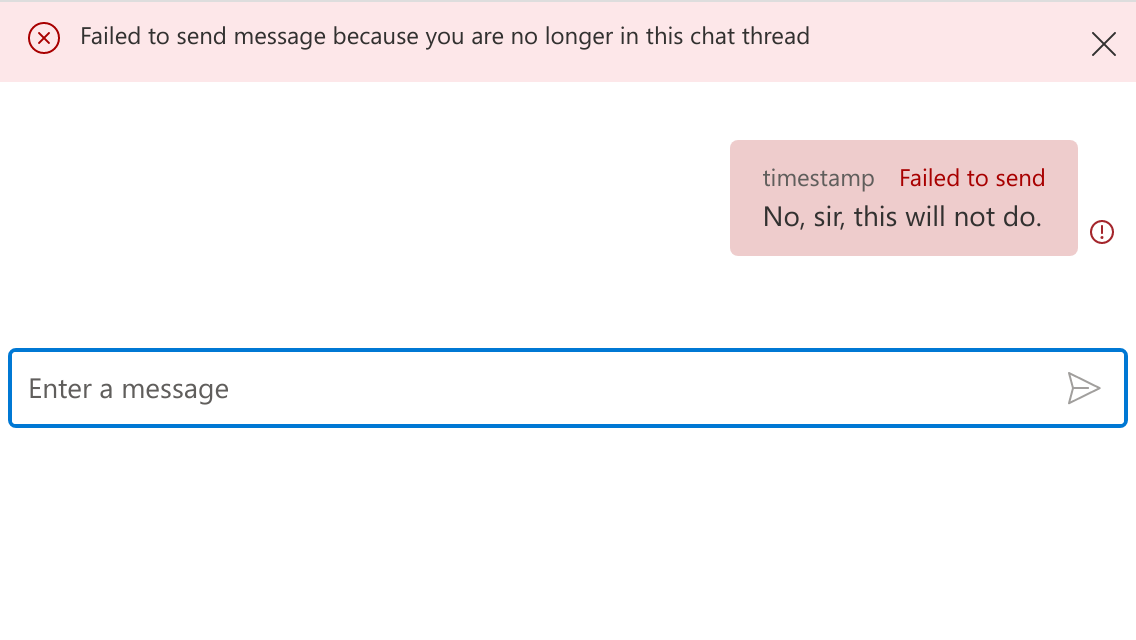 Failed to send message because you are no longer in this chat thread
timestamp Failed to send
No, sir, this will not do.
Enter a message